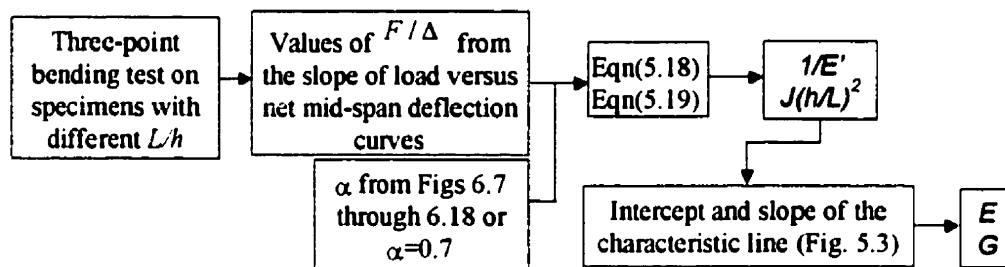 Three-point
bending test on
specimens with
different L/h
Values of F / Δ from
the slope of load versus
net mid-span deflection
curves
α from Figs 6.7
through 6.18 or
α=0.7
Eqn(5.18)
Eqn(5.19)
1/E'
J(h/L)²
Intercept and slope of the
characteristic line (Fig. 5.3)
E
G